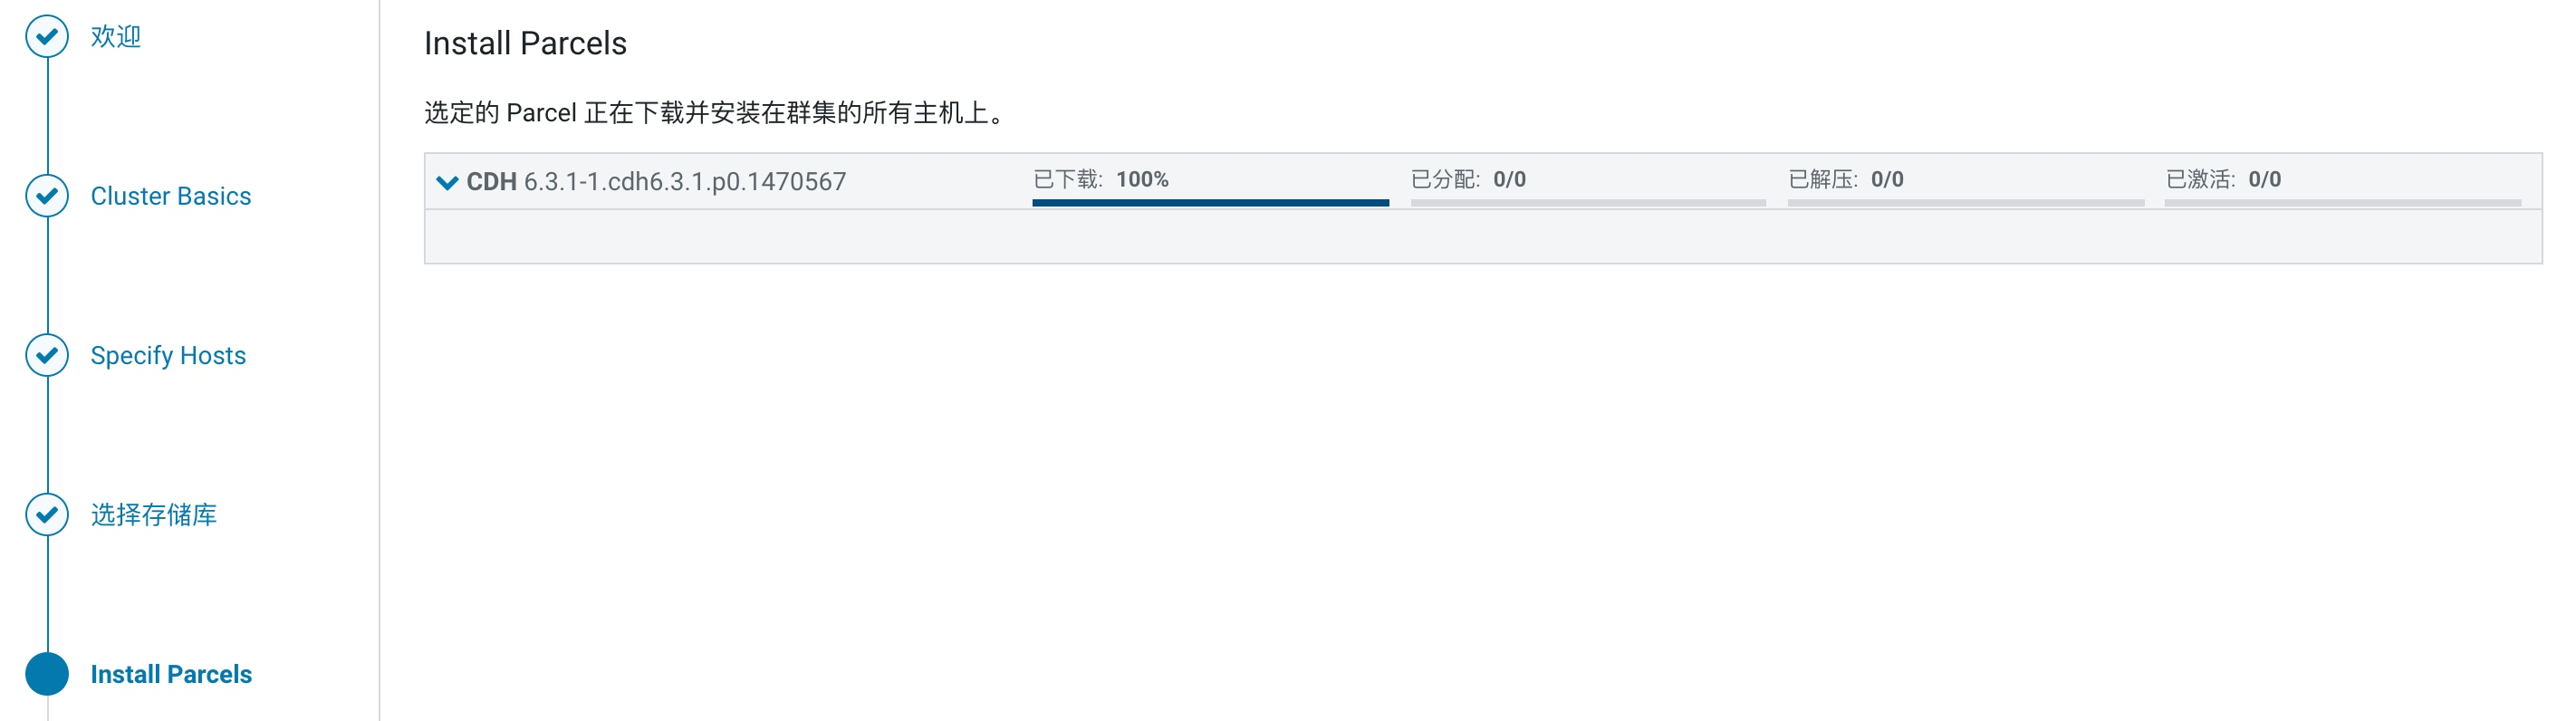 欢迎
Cluster Basics
Specify Hosts
选择存储库
Install Parcels
Install Parcels
选定的 Parcel 正在下载并安装在群集的所有主机上。
CDH 6.3.1-1.cdh6.3.1.p0.1470567 已下载: 100% 已分配: 0/0 已解压: 0/0 已激活: 0/0